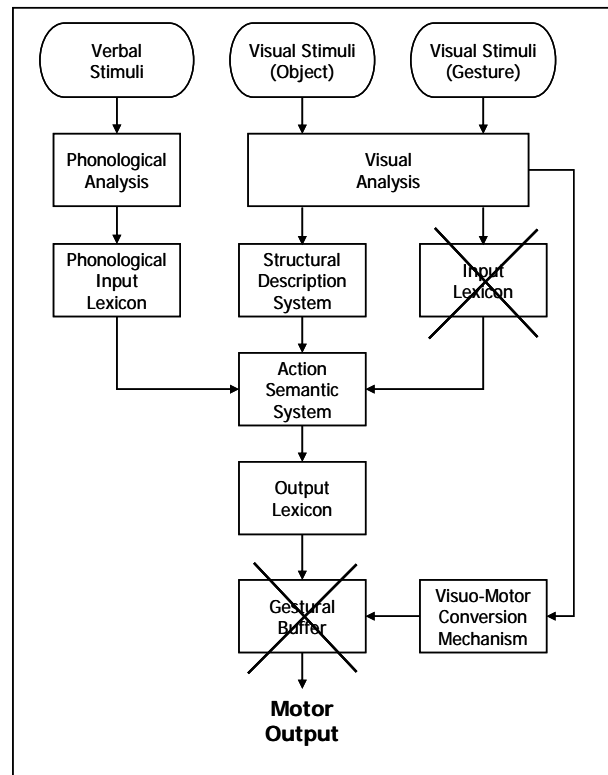 Verbal
Stimuli
Visual Stimuli
(Object)
Visual Stimuli
(Gesture)
Phonological
Analysis
Visual
Analysis
Phonological
Input
Lexicon
Structural
Description
System
Input
Lexicon
Action
Semantic
System
Output
Lexicon
Gestural
Buffer
Visuo-Motor
Conversion
Mechanism
Motor
Output